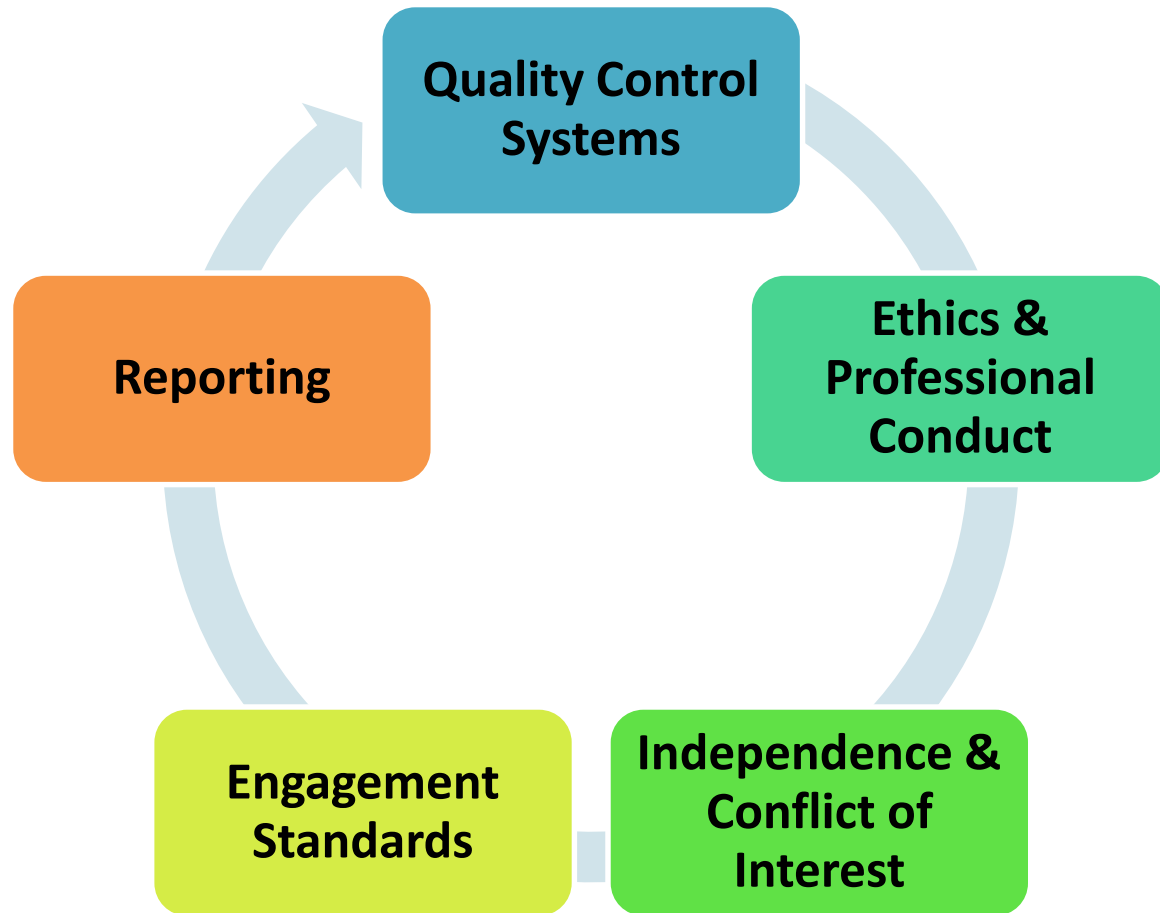 Quality Control
Systems
Ethics &
Professional
Conduct
Independence &
Conflict of
Interest
Engagement
Standards
Reporting